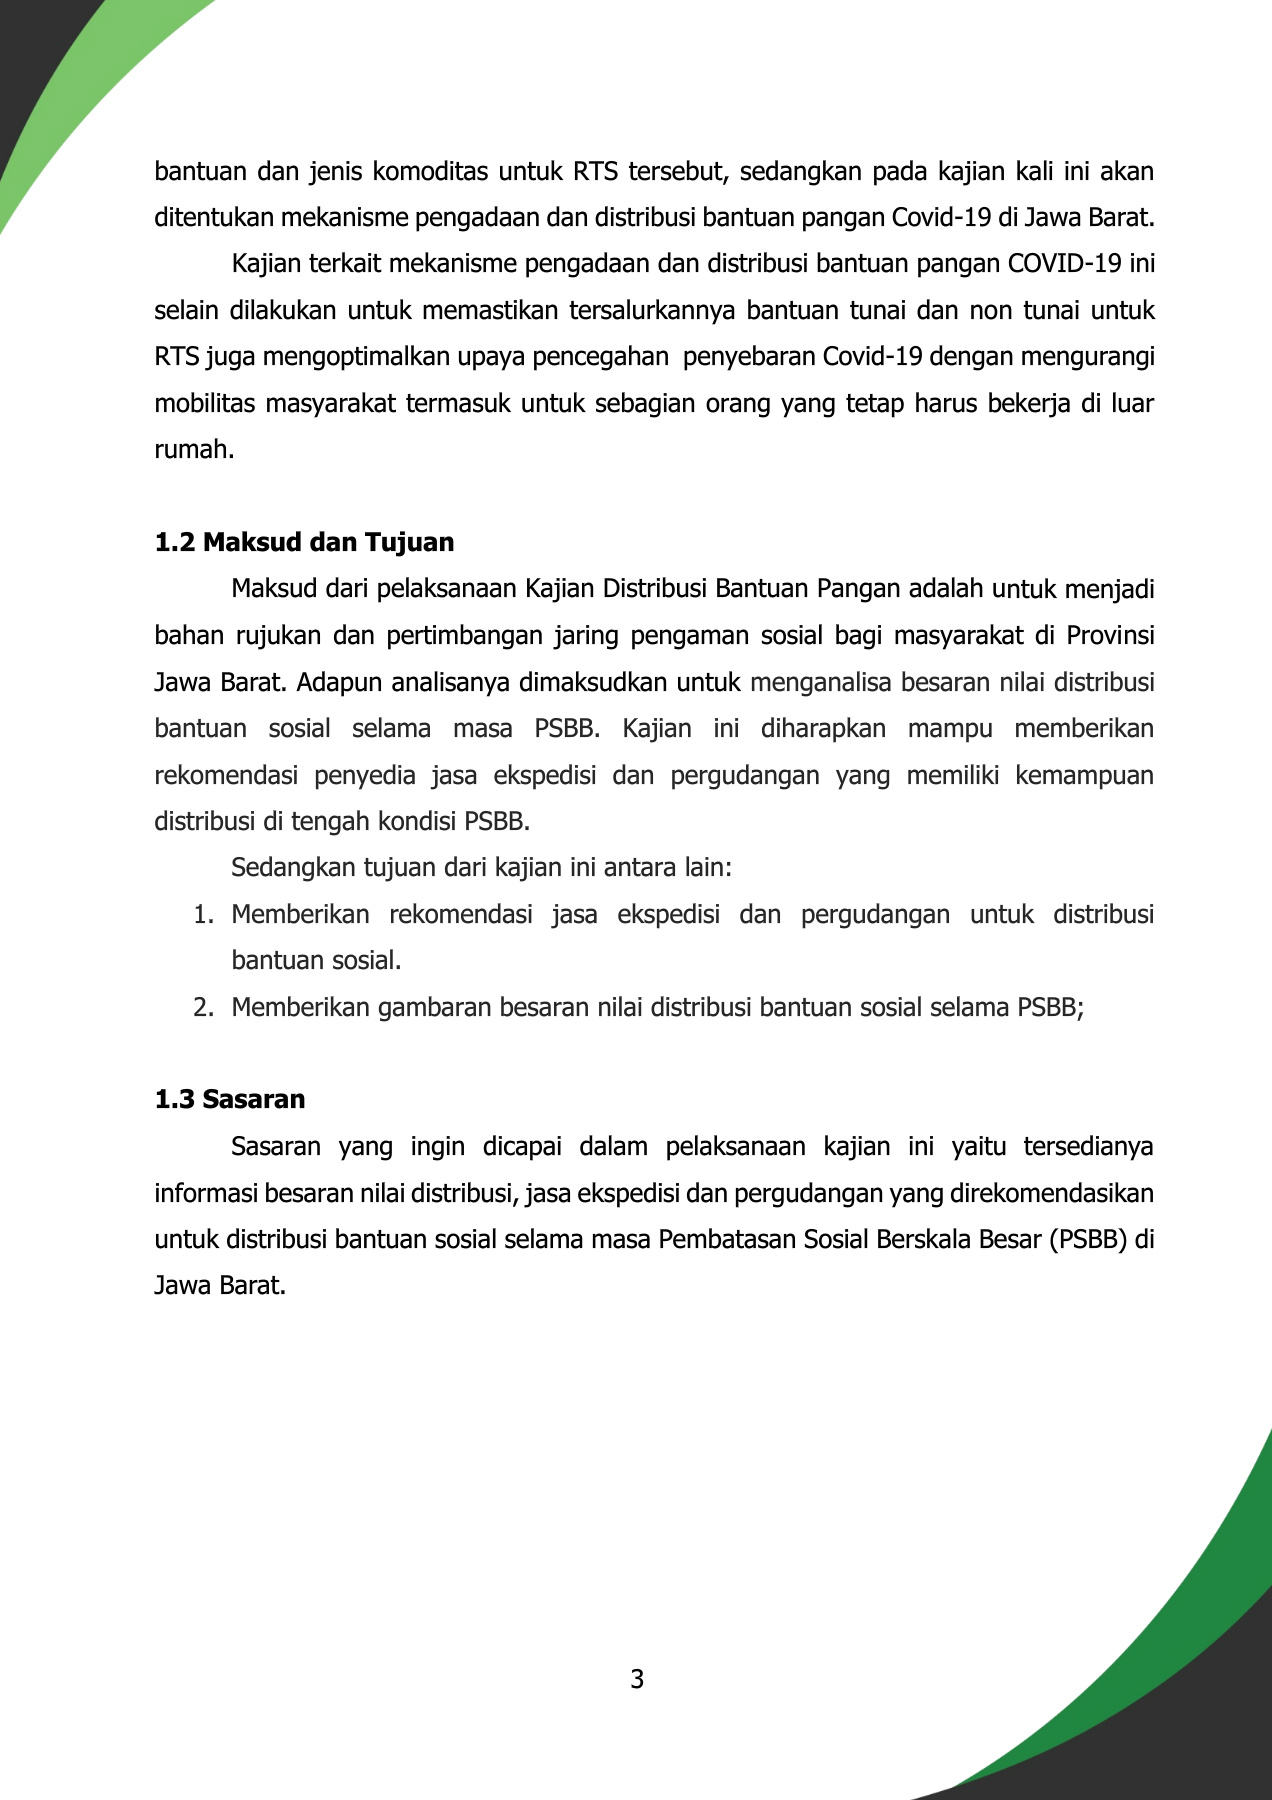 bantuan dan jenis komoditas untuk RTS tersebut, sedangkan pada kajian kali ini akan
ditentukan mekanisme pengadaan dan distribusi bantuan pangan Covid-19 di Jawa Barat.
Kajian terkait mekanisme pengadaan dan distribusi bantuan pangan COVID-19 ini
selain dilakukan untuk memastikan tersalurkannya bantuan tunai dan non tunai untuk
RTS juga mengoptimalkan upaya pencegahan  penyebaran Covid-19 dengan mengurangi
mobilitas masyarakat termasuk untuk sebagian orang yang tetap harus bekerja di luar
rumah.
1.2 Maksud dan Tujuan
Maksud dari pelaksanaan Kajian Distribusi Bantuan Pangan adalah untuk menjadi
bahan rujukan dan pertimbangan jaring pengaman sosial bagi masyarakat di Provinsi
Jawa Barat. Adapun analisanya dimaksudkan untuk menganalisa besaran nilai distribusi
bantuan sosial selama masa PSBB. Kajian ini diharapkan mampu memberikan
rekomendasi penyedia jasa ekspedisi dan pergudangan yang memiliki kemampuan
distribusi di tengah kondisi PSBB.
Sedangkan tujuan dari kajian ini antara lain:
1. Memberikan rekomendasi jasa ekspedisi dan pergudangan untuk distribusi
bantuan sosial.
2. Memberikan gambaran besaran nilai distribusi bantuan sosial selama PSBB;
1.3 Sasaran
Sasaran yang ingin dicapai dalam pelaksanaan kajian ini yaitu tersedianya
informasi besaran nilai distribusi, jasa ekspedisi dan pergudangan yang direkomendasikan
untuk distribusi bantuan sosial selama masa Pembatasan Sosial Berskala Besar (PSBB) di
Jawa Barat.
3